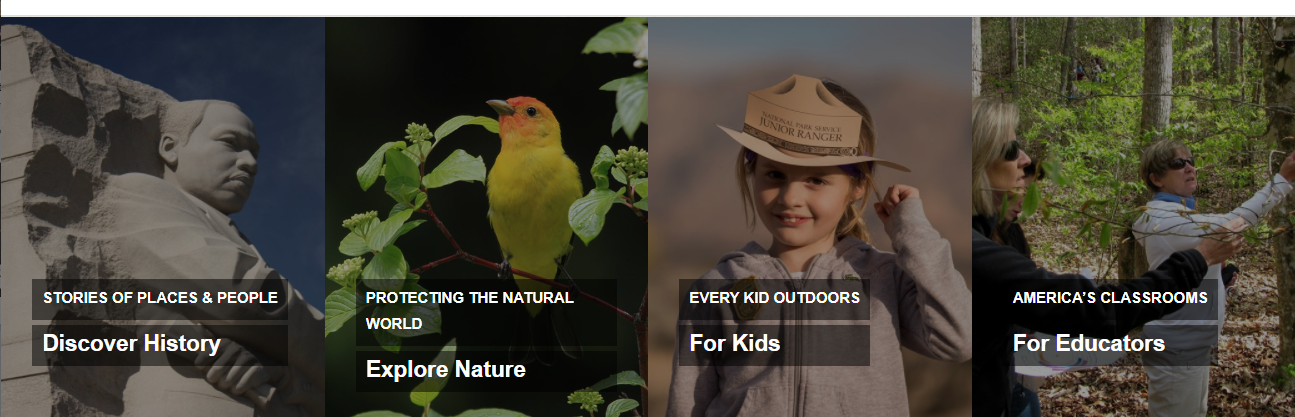 STORIES OF PLACES & PEOPLE
Discover History
PROTECTING THE NATURAL
WORLD
Explore Nature
NATIONAL PARK SERVICE
JUNIOR RANGER
EVERY KID OUTDOORS
For Kids
AMERICA'S CLASSROOMS
For Educators